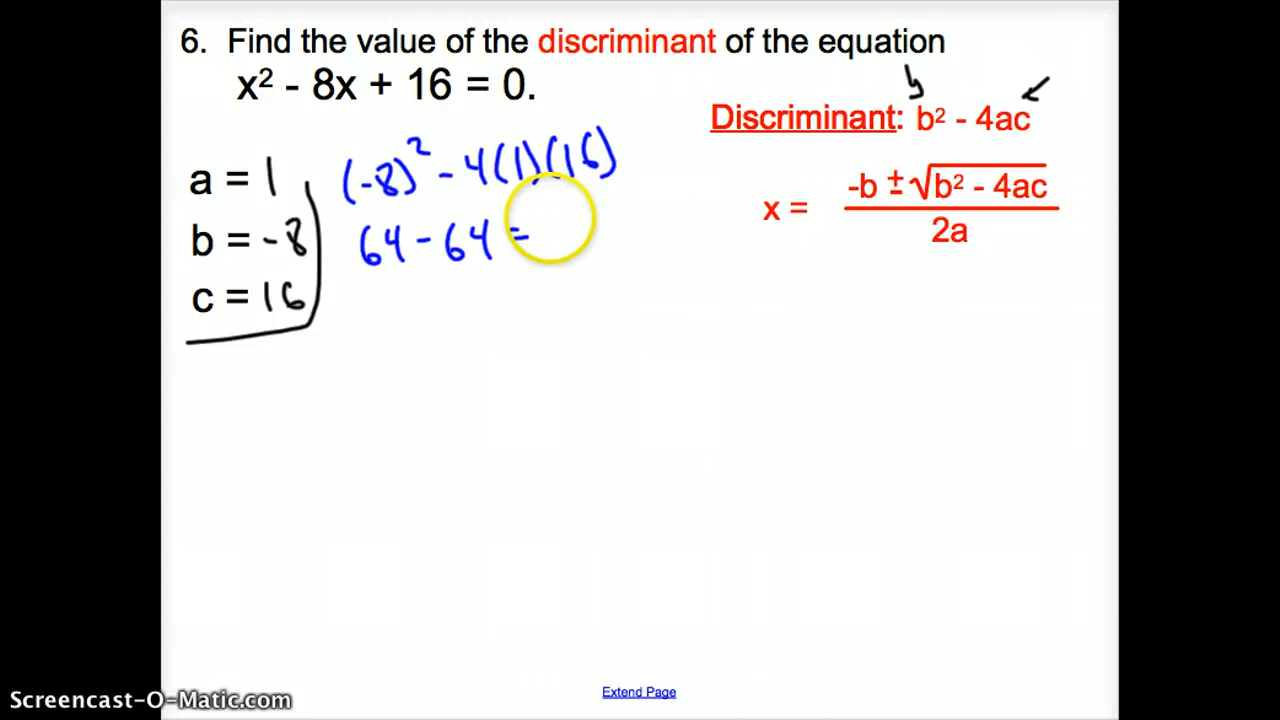 6. Find the value of the discriminant of the equation
x² - 8x + 16 = 0.
Discriminant: b² - 4ac
a = 1
b = -8
c = 16
(-8)² - 4(1)(16)
64 - 64 =
x = -b ± √b² - 4ac
2a
Extend Page
Screencast-O-Matic.com